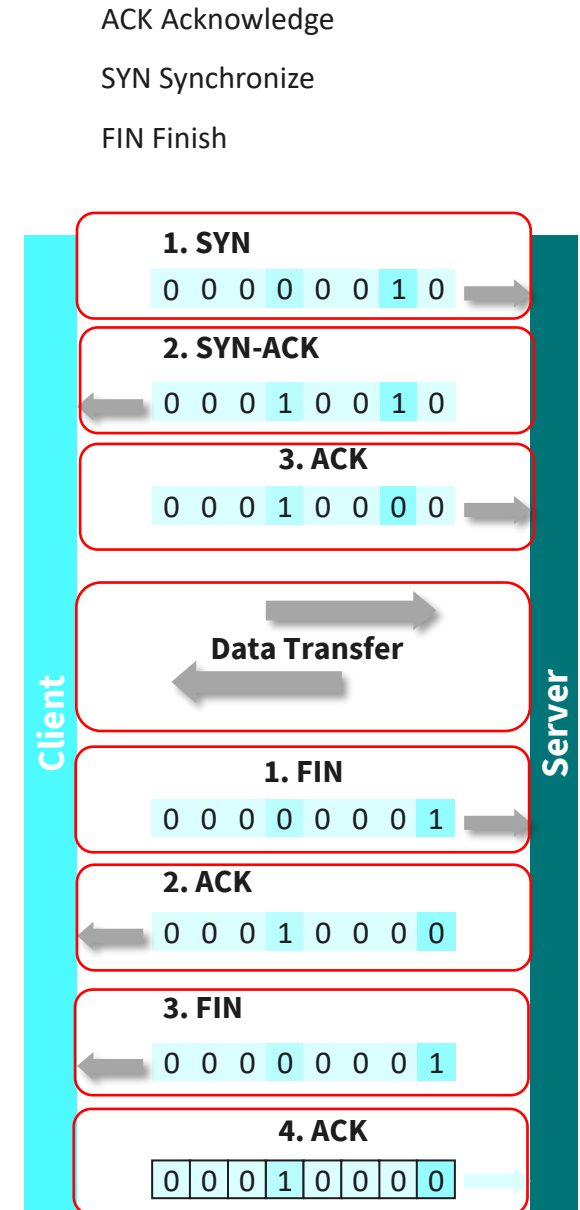 ACK Acknowledge
SYN Synchronize
FIN Finish
1. SYN
0 0 0 0 0 0 1 0
2. SYN-ACK
0 0 0 1 0 0 1 0
3. ACK
0 0 0 1 0 0 0 0
Data Transfer
Client
Server
1. FIN
0 0 0 0 0 0 0 1
2. ACK
0 0 0 1 0 0 0 0
3. FIN
0 0 0 0 0 0 0 1
4. ACK
0 0 0 1 0 0 0 0